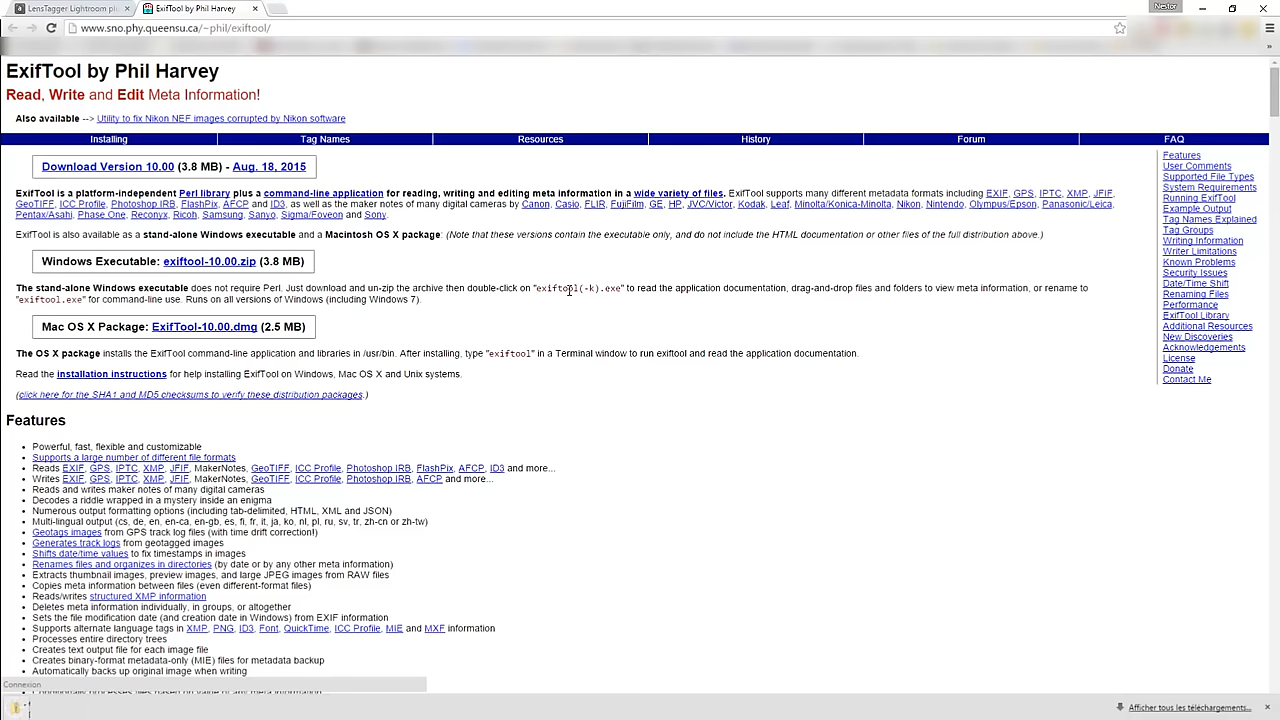 LensTagger Lightroom plu
ExifTool by Phil Harvey
Nestor
www.sno.phy.queensu.ca/~phil/exiftool/
ExifTool by Phil Harvey
Read, Write and Edit Meta Information!
Also available --> Utility to fix Nikon NEF images corrupted by Nikon software
Installing Tag Names Resources History Forum FAQ
Download Version 10.00 (3.8 MB) - Aug. 18, 2015
ExifTool is a platform-independent Perl library plus a command-line application for reading, writing and editing meta information in a wide variety of files. ExifTool supports many different metadata formats including EXIF, GPS, IPTC, XMP, JFIF,
GeoTIFF, ICC Profile, Photoshop IRB, FlashPix, AFCP and ID3, as well as the maker notes of many digital cameras by Canon, Casio, FLIR, FujiFilm, GE, HP, JVC/Victor, Kodak, Leaf, Minolta/Konica-Minolta, Nikon, Nintendo, Olympus/Epson, Panasonic/Leica,
Pentax/Asahi, Phase One, Reconyx, Ricoh, Samsung, Sanyo, Sigma/Foveon and Sony.
ExifTool is also available as a stand-alone Windows executable and a Macintosh OS X package: (Note that these versions contain the executable only, and do not include the HTML documentation or other files of the full distribution above.)
Windows Executable: exiftool-10.00.zip (3.8 MB)
The stand-alone Windows executable does not require Perl. Just download and un-zip the archive then double-click on "exiftool(-k).exe" to read the application documentation, drag-and-drop files and folders to view meta information, or rename to
"exiftool.exe" for command-line use. Runs on all versions of Windows (including Windows 7).
Mac OS X Package: ExifTool-10.00.dmg (2.5 MB)
The OS X package installs the ExifTool command-line application and libraries in /usr/bin. After installing, type "exiftool" in a Terminal window to run exiftool and read the application documentation.
Read the installation instructions for help installing ExifTool on Windows, Mac OS X and Unix systems.
(click here for the SHA1 and MD5 checksums to verify these distribution packages.)
Features
Powerful, fast, flexible and customizable
Supports a large number of different file formats
Reads EXIF, GPS, IPTC, XMP, JFIF, MakerNotes, GeoTIFF, ICC Profile, Photoshop IRB, FlashPix, AFCP, ID3 and more...
Writes EXIF, GPS, IPTC, XMP, JFIF, MakerNotes, GeoTIFF, ICC Profile, Photoshop IRB, AFCP and more...
Reads and writes maker notes of many digital cameras
Decodes a riddle wrapped in a mystery inside an enigma
Numerous output formatting options (including tab-delimited, HTML, XML and JSON)
Multi-lingual output (cs, de, en, en-ca, en-gb, es, fi, fr, it, ja, ko, nl, pl, ru, sv, tr, zh-cn or zh-tw)
Geotags images from GPS track log files (with time drift correction!)
Generates track logs from geotagged images
Shifts date/time values to fix timestamps in images
Renames files and organizes in directories (by date or by any other meta information)
Extracts thumbnail images, preview images, and large JPEG images from RAW files
Copies meta information between files (even different-format files)
Reads/writes structured XMP information
Deletes meta information individually, in groups, or altogether
Sets the file modification date (and creation date in Windows) from EXIF information
Supports alternate language tags in XMP, PNG, ID3, Font, QuickTime, ICC Profile, MIE and MXF information
Processes entire directory trees
Creates text output file for each image file
Creates binary-format metadata-only (MIE) files for metadata backup
Automatically backs up original image when writing
Features
User Comments
Supported File Types
System Requirements
Running ExifTool
Example Output
Tag Names Explained
Tag Groups
Writing Information
Writer Limitations
Known Problems
Security Issues
Date/Time Shift
Renaming Files
Performance
ExifTool Library
Additional Resources
New Discoveries
Acknowledgements
License
Donate
Contact Me
Connexion
Afficher tous les téléchargements...